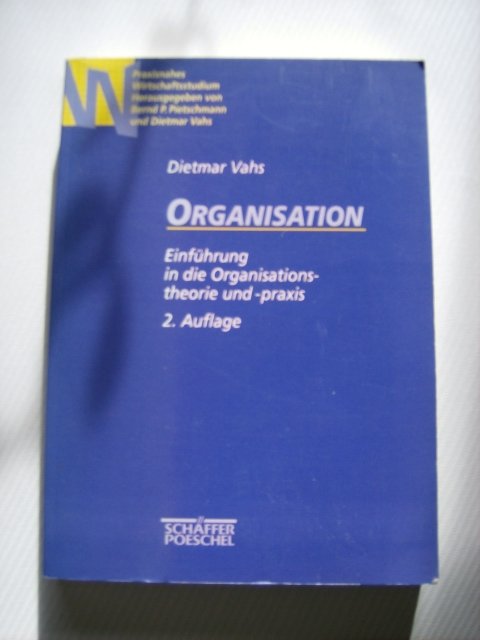 Praxisnahes
Wirtschaftsstudium
Herausgegeben von
Bernd P. Pietschmann
und Dietmar Vahs
Dietmar Vahs
ORGANISATION
Einführung
in die Organisations-
theorie und -praxis
2. Auflage
SCHÄFFER
POESCHEL